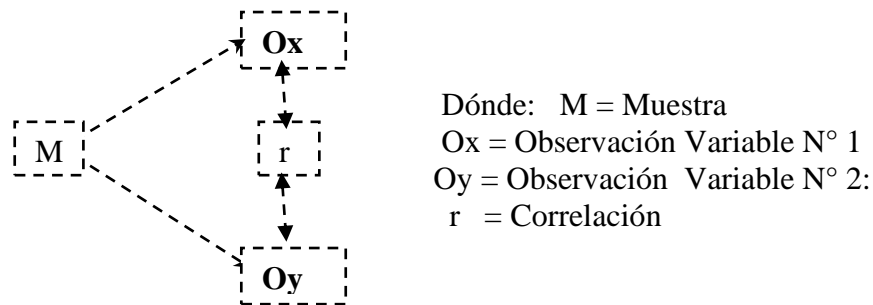 Ox
M
r
Oy
Dónde: M = Muestra
Ox = Observación Variable N° 1
Oy = Observación Variable N° 2:
r = Correlación